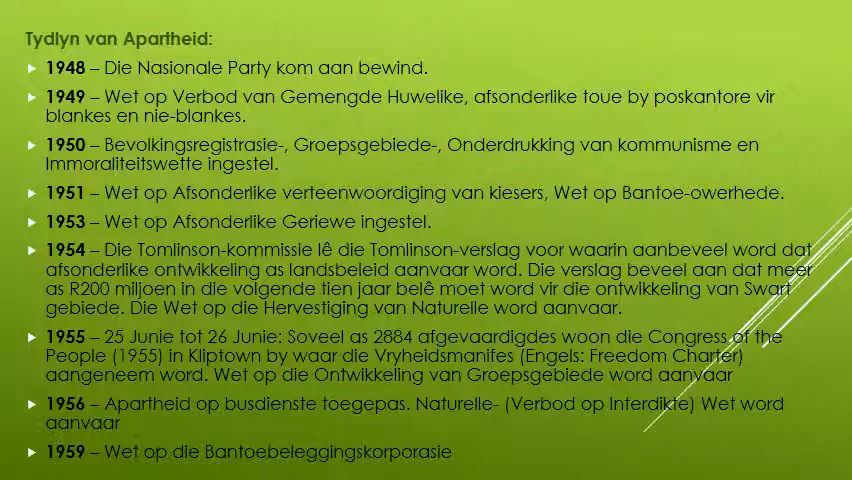 Tydlyn van Apartheid:
1948 – Die Nasionale Party kom aan bewind.
1949 – Wet op Verbod van Gemengde Huwelike, afsonderlike toue by poskantore vir
blankes en nie-blankes.
1950 – Bevolkingsregistrasie-, Groepsgebiede-, Onderdrukking van kommunisme en
Immoraliteitswette ingestel.
1951 – Wet op Afsonderlike verteenwoordiging van kiesers, Wet op Bantoe-owerhede.
1953 – Wet op Afsonderlike Geriewe ingestel.
1954 – Die Tomlinson-kommissie lê die Tomlinson-verslag voor waarin aanbeveel word dat
afsonderlike ontwikkeling as landsbeleid aanvaar word. Die verslag beveel aan dat meer
as R200 miljoen in die volgende tien jaar belê moet word vir die ontwikkeling van Swart
gebiede. Die Wet op die Hervestiging van Naturelle word aanvaar.
1955 – 25 Junie tot 26 Junie: Soveel as 2884 afgevaardigdes woon die Congress of the
People (1955) in Kliptown by waar die Vryheidsmanifes (Engels: Freedom Charter)
aangeneem word. Wet op die Ontwikkeling van Groepsgebiede word aanvaar
1956 – Apartheid op busdienste toegepas. Naturelle- (Verbod op Interdikte) Wet word
aanvaar
1959 – Wet op die Bantoebeleggingskorporasie